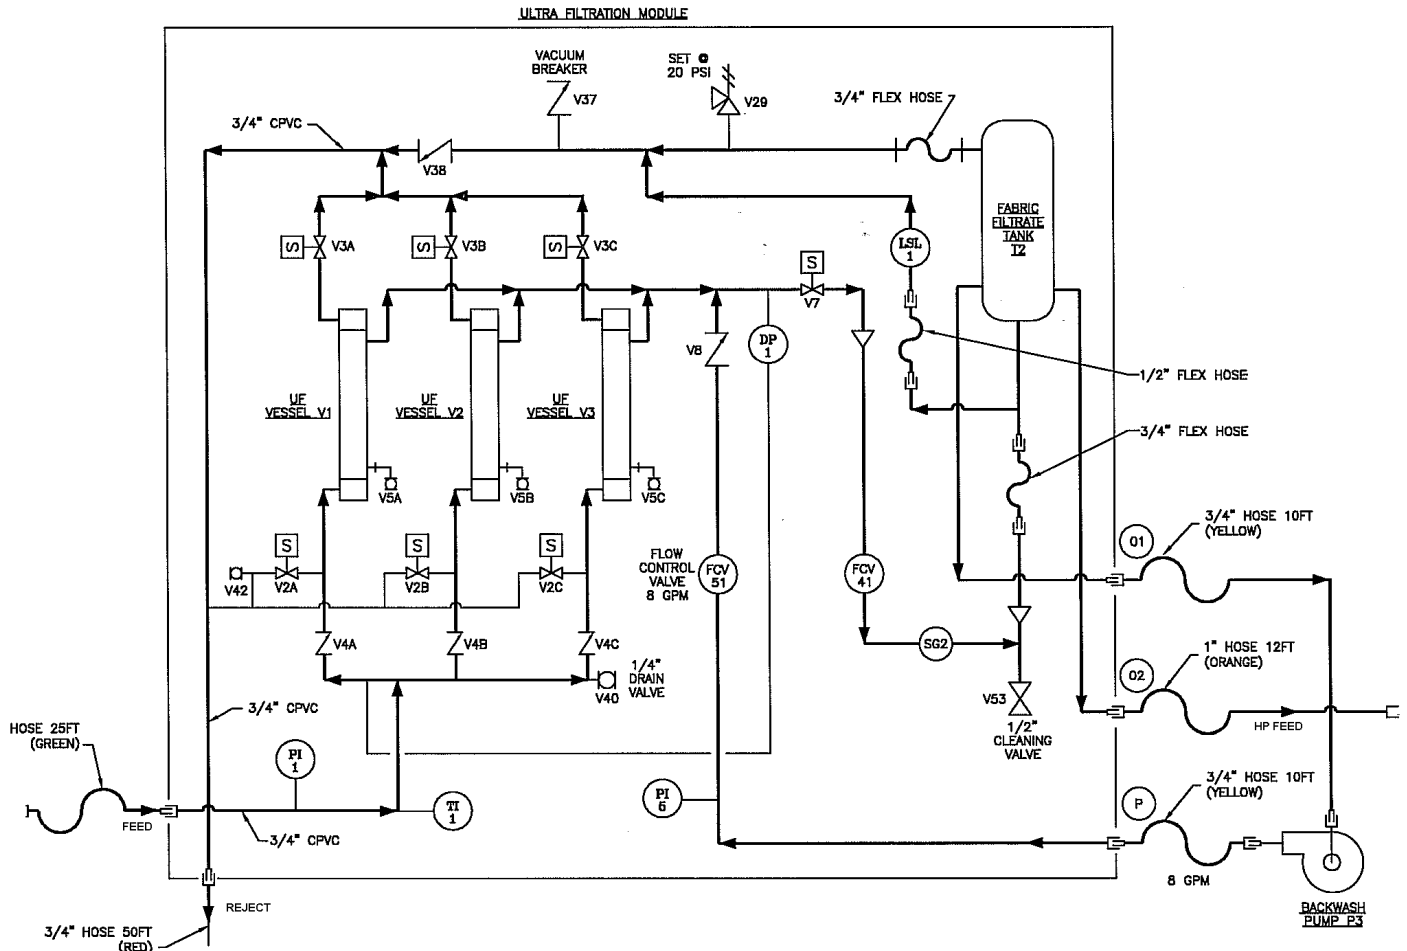 ULTRA FILTRATION MODULE
VACUUM
BREAKER
V37
SET @
20 PSI
V29
3/4" FLEX HOSE
3/4" CPVC
V38
FABRIC
FILTRATE
TANK
T2
S
V3A
S
V3B
S
V3C
LSL
1
S
V7
V8
DP
1
1/2" FLEX HOSE
UF
VESSEL V1
UF
VESSEL V2
UF
VESSEL V3
3/4" FLEX HOSE
V5A
V5B
V5C
3/4" HOSE 10FT
(YELLOW)
O1
S
S
S
V42
V2A
V2B
V2C
FLOW
CONTROL
VALVE
8 GPM
FCV
51
FCV
41
V4A
V4B
V4C
SG2
1/4"
DRAIN
VALVE
V40
1" HOSE 12FT
(ORANGE)
O2
V53
1/2"
CLEANING
VALVE
HP FEED
3/4" CPVC
HOSE 25FT
(GREEN)
PI
1
PI
6
3/4" HOSE 10FT
(YELLOW)
P
TI
1
FEED
3/4" CPVC
8 GPM
BACKWASH
PUMP P3
REJECT
3/4" HOSE 50FT
(RED)